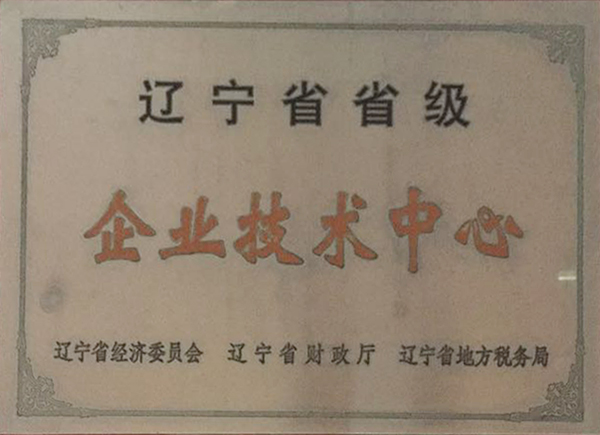 辽宁省省级
企业技术中心
辽宁省经济委员会 辽宁省财政厅 辽宁省地方税务局